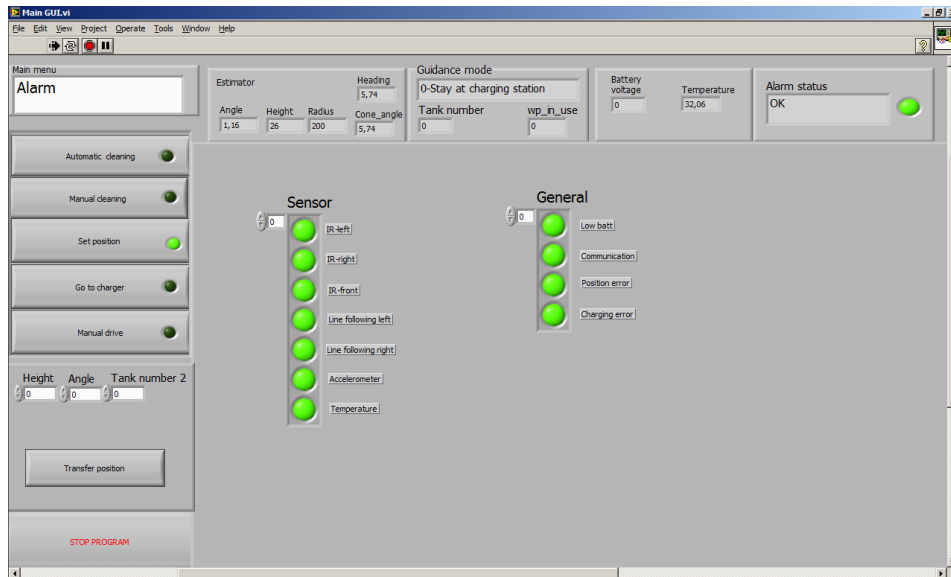 Main GUI.vi
File Edit View Project Operate Tools Window Help
Main menu
Alarm
Automatic cleaning
Manual cleaning
Set position
Go to charger
Manual drive
Height Angle Tank number 2
0 0 0
Transfer position
STOP PROGRAM
Estimator
Heading
5,74
Angle Height Radius Cone_angle
1,16 26 200 5,74
Guidance mode
0-Stay at charging station
Tank number wp_in_use
0 0
Battery
voltage Temperature
0 32,06
Alarm status
OK
Sensor
0
IR-left
IR-right
IR-front
Line following left
Line following right
Accelerometer
Temperature
General
0
Low batt
Communication
Position error
Charging error